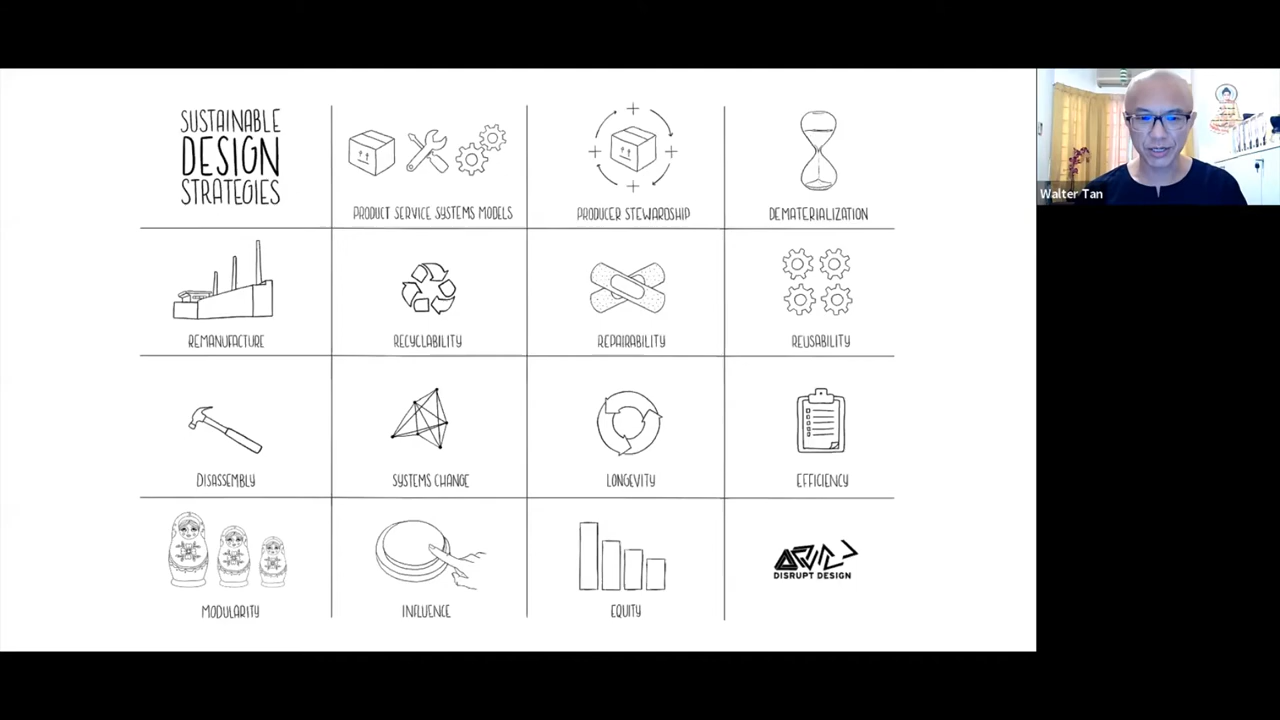 SUSTAINABLE
DESIGN
STRATEGIES
PRODUCT SERVICE SYSTEMS MODELS
PRODUCER STEWARDSHIP
DEMATERIALIZATION
REMANUFACTURE
RECYCLABILITY
REPAIRABILITY
REUSABILITY
DISASSEMBLY
SYSTEMS CHANGE
LONGEVITY
EFFICIENCY
MODULARITY
INFLUENCE
EQUITY
DISRUPT DESIGN
Walter Tan